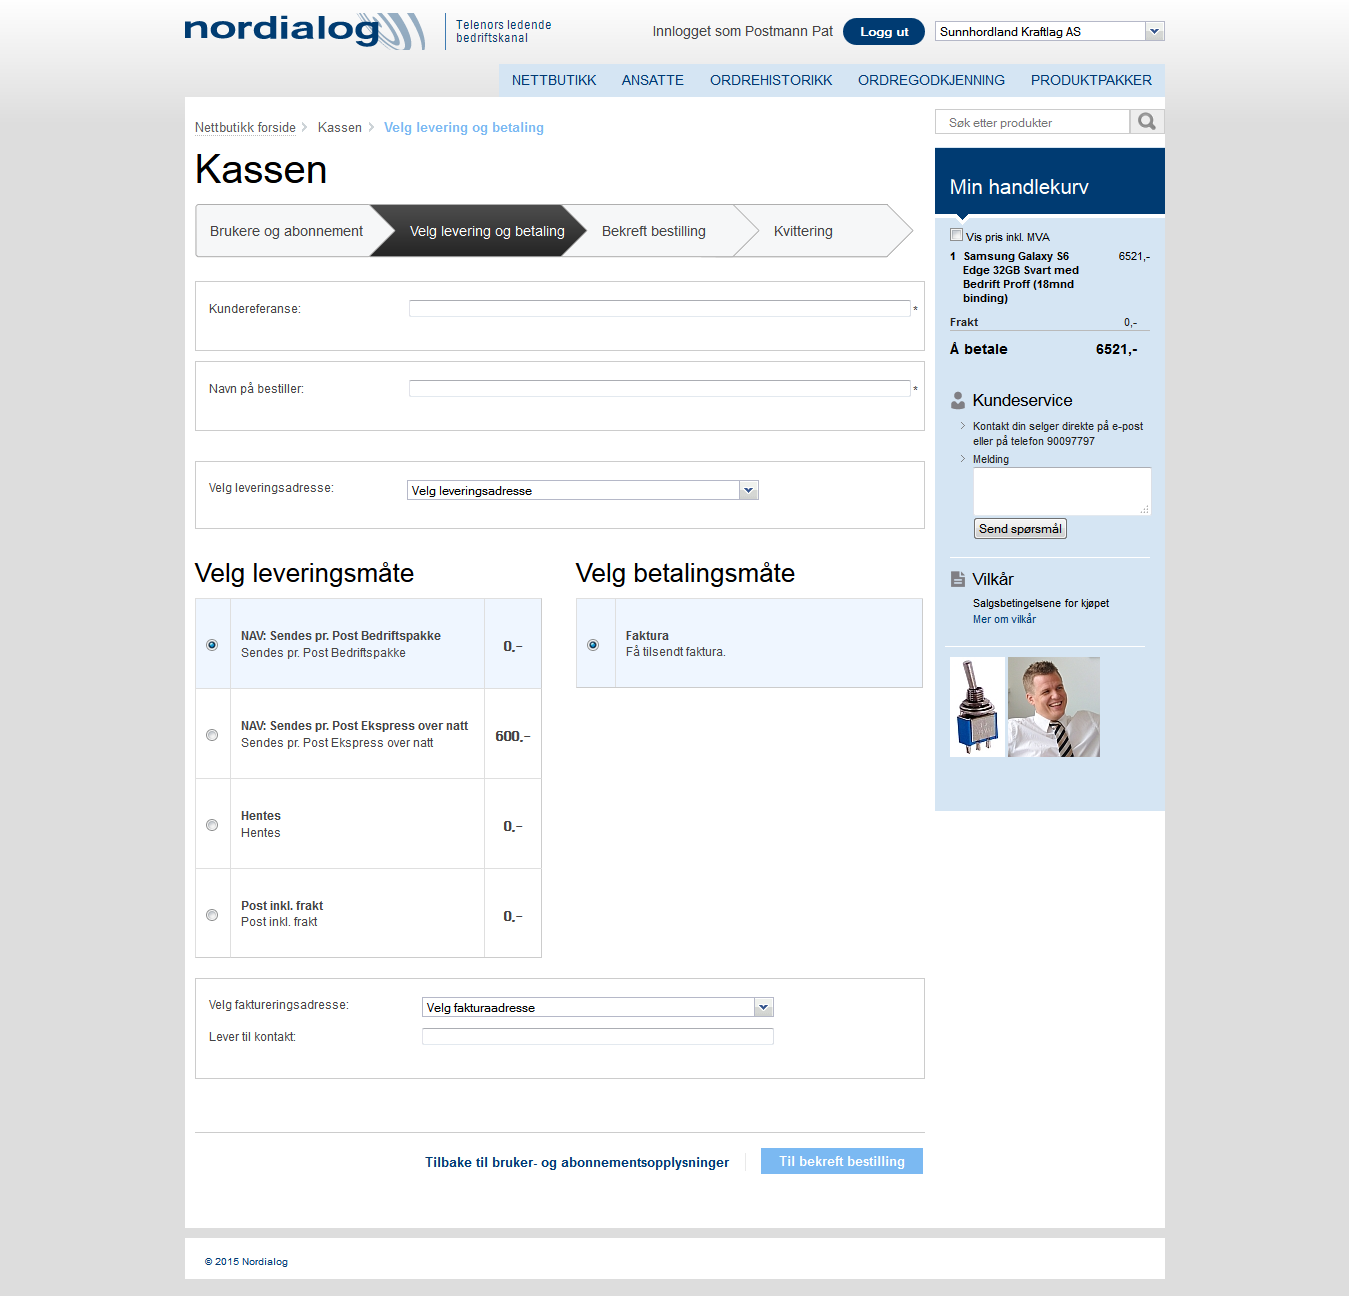 nordialog
Telenors ledende
bedriftskanal
Innlogget som Postmann Pat
Logg ut
Sunnhordland Kraftlag AS
NETTBUTIKK ANSATTE ORDREHISTORIKK ORDREGODKJENNING PRODUKTPAKKER
Nettbutikk forside Kassen Velg levering og betaling
Søk etter produkter
Kassen
Brukere og abonnement Velg levering og betaling Bekreft bestilling Kvittering
Kundereferanse: *
Navn på bestiller: *
Velg leveringsadresse: Velg leveringsadresse
Velg leveringsmåte
NAV: Sendes pr. Post Bedriftspakke
Sendes pr. Post Bedriftspakke
0,-
NAV: Sendes pr. Post Ekspress over natt
Sendes pr. Post Ekspress over natt
600,-
Hentes
Hentes
0,-
Post inkl. frakt
Post inkl. frakt
0,-
Velg betalingsmåte
Faktura
Få tilsendt faktura.
Velg faktureringsadresse: Velg fakturaadresse
Lever til kontakt:
Tilbake til bruker- og abonnementsopplysninger
Til bekreft bestilling
Min handlekurv
Vis pris inkl. MVA
1 Samsung Galaxy S6 6521,-
Edge 32GB Svart med
Bedrift Proff (18mnd
binding)
Frakt 0,-
Å betale 6521,-
Kundeservice
Kontakt din selger direkte på e-post
eller på telefon 90097797
Melding
Send spørsmål
Vilkår
Salgsbetingelsene for kjøpet
Mer om vilkår
© 2015 Nordialog